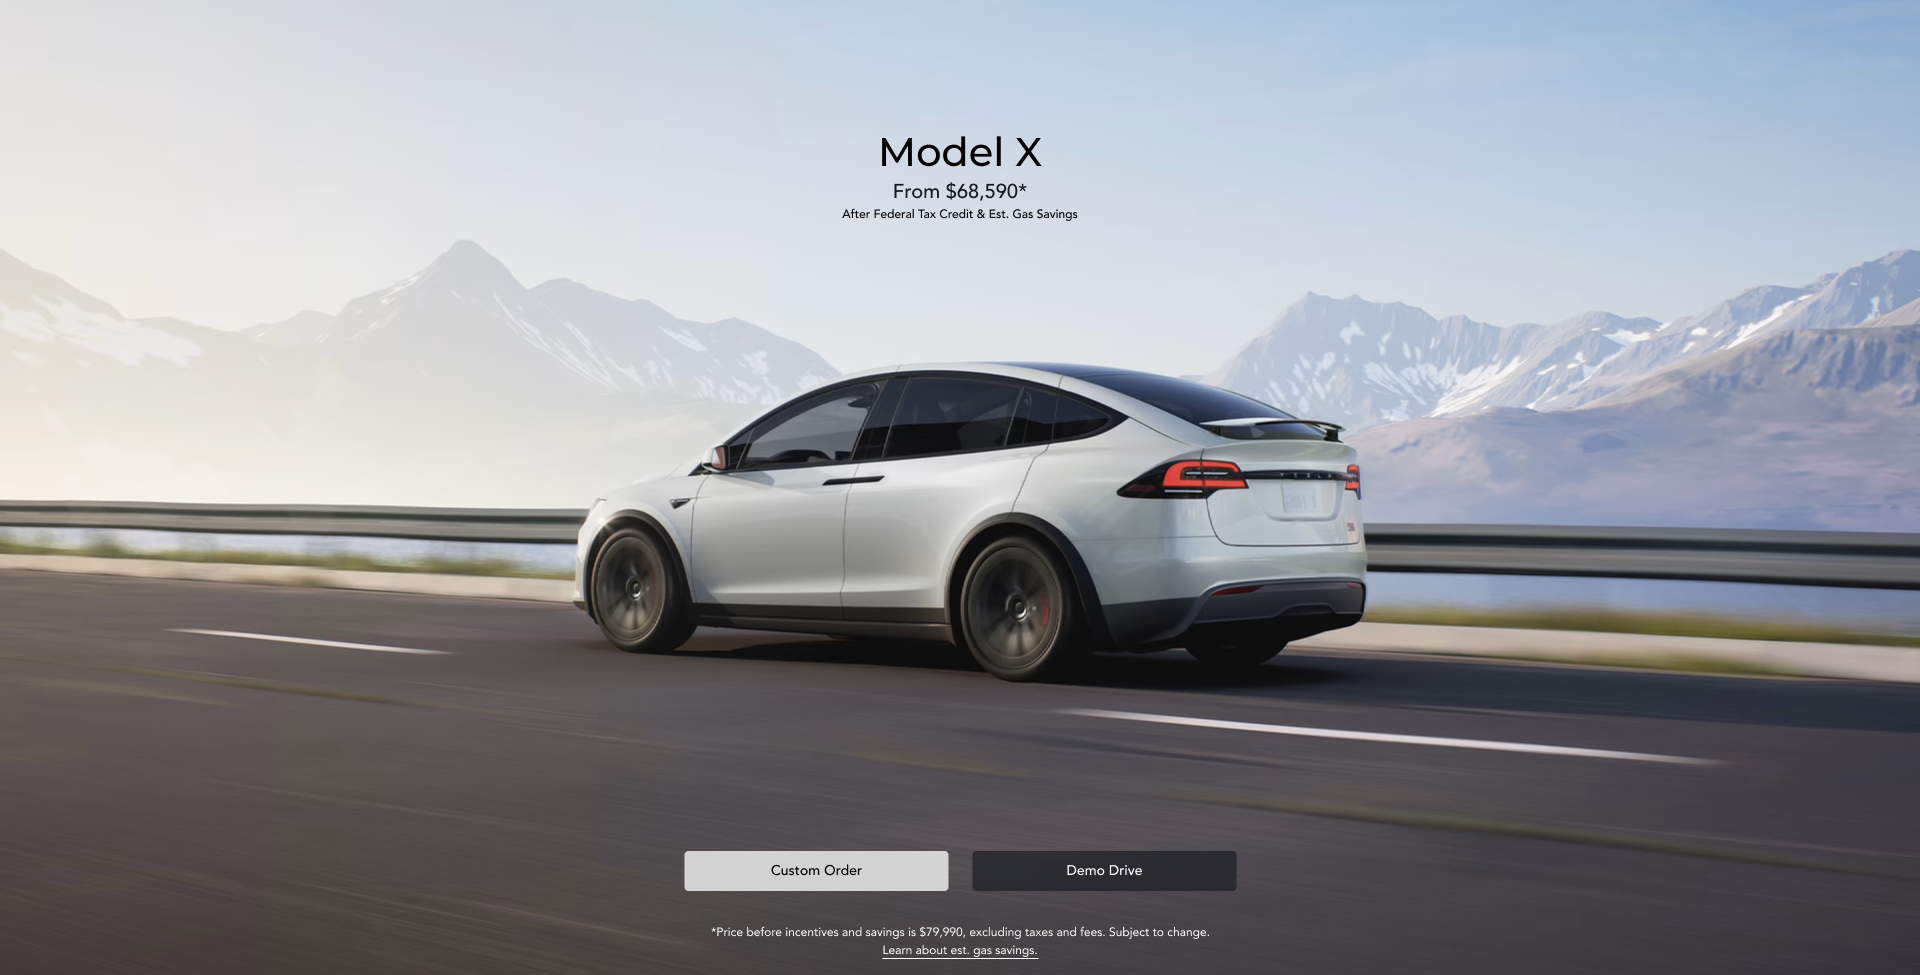 Model X
From $68,590*
After Federal Tax Credit & Est. Gas Savings
TESLA
Custom Order
Demo Drive
*Price before incentives and savings is $79,990, excluding taxes and fees. Subject to change.
Learn about est. gas savings.